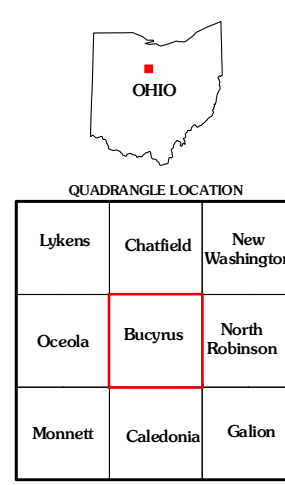 OHIO
QUADRANGLE LOCATION
Lykens
Chatfield
New
Washington
Oceola
Bucyrus
North
Robinson
Monnett
Caledonia
Galion